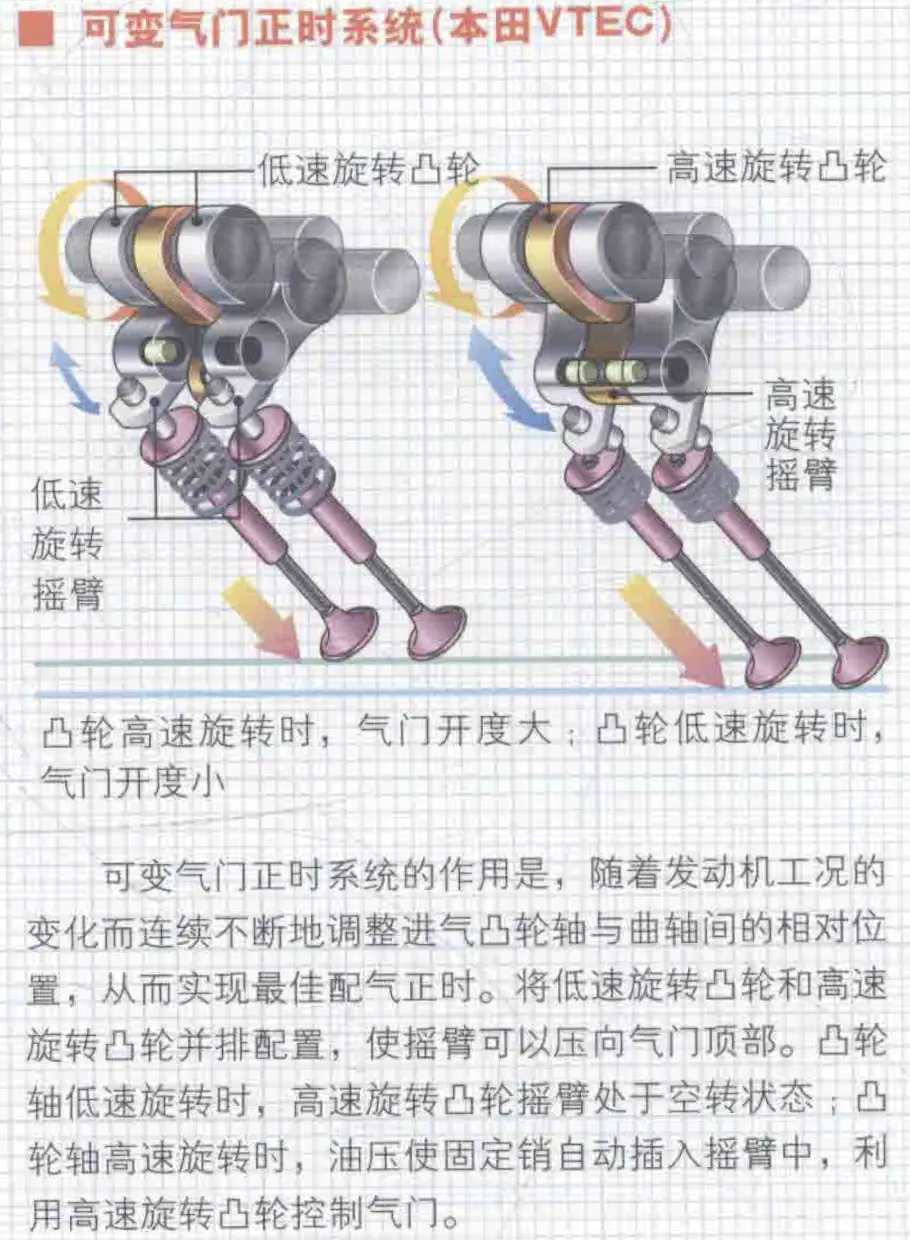 可变气门正时系统(本田VTEC)
低速旋转凸轮
高速旋转凸轮
高速
旋转
摇臂
低速
旋转
摇臂
凸轮高速旋转时，气门开度大；凸轮低速旋转时，
气门开度小
可变气门正时系统的作用是，随着发动机工况的
变化而连续不断地调整进气凸轮轴与曲轴间的相对位
置，从而实现最佳配气正时。将低速旋转凸轮和高速
旋转凸轮并排配置，使摇臂可以压向气门顶部。凸轮
轴低速旋转时，高速旋转凸轮摇臂处于空转状态；凸
轮轴高速旋转时，油压使固定销自动插入摇臂中，利
用高速旋转凸轮控制气门。